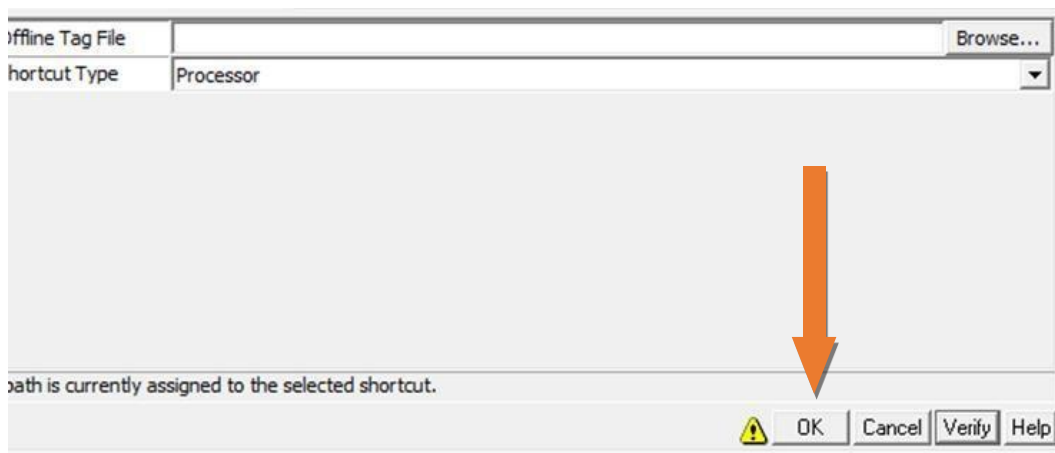 ffline Tag File
Browse...
hortcut Type
Processor
path is currently assigned to the selected shortcut.
OK
Cancel
Verify
Help